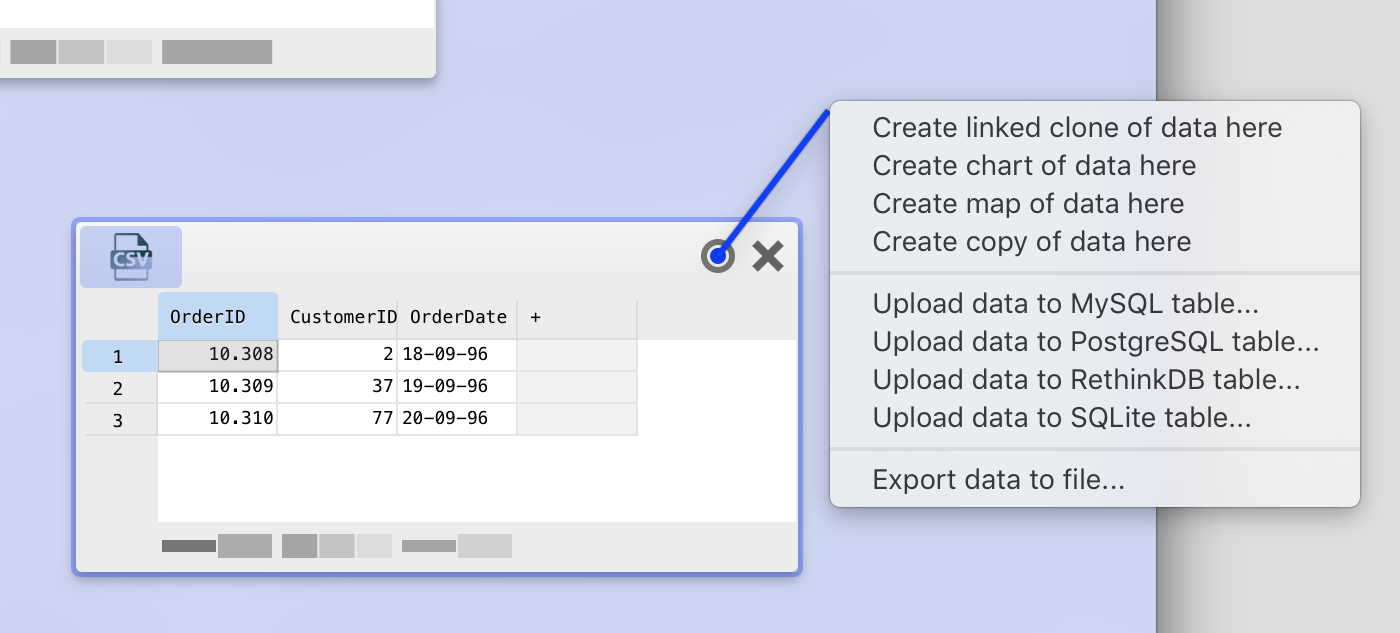 Create linked clone of data here
Create chart of data here
Create map of data here
Create copy of data here
Upload data to MySQL table...
Upload data to PostgreSQL table...
Upload data to RethinkDB table...
Upload data to SQLite table...
Export data to file...
CSV
OrderID CustomerID OrderDate +
1 10.308 2 18-09-96
2 10.309 37 19-09-96
3 10.310 77 20-09-96